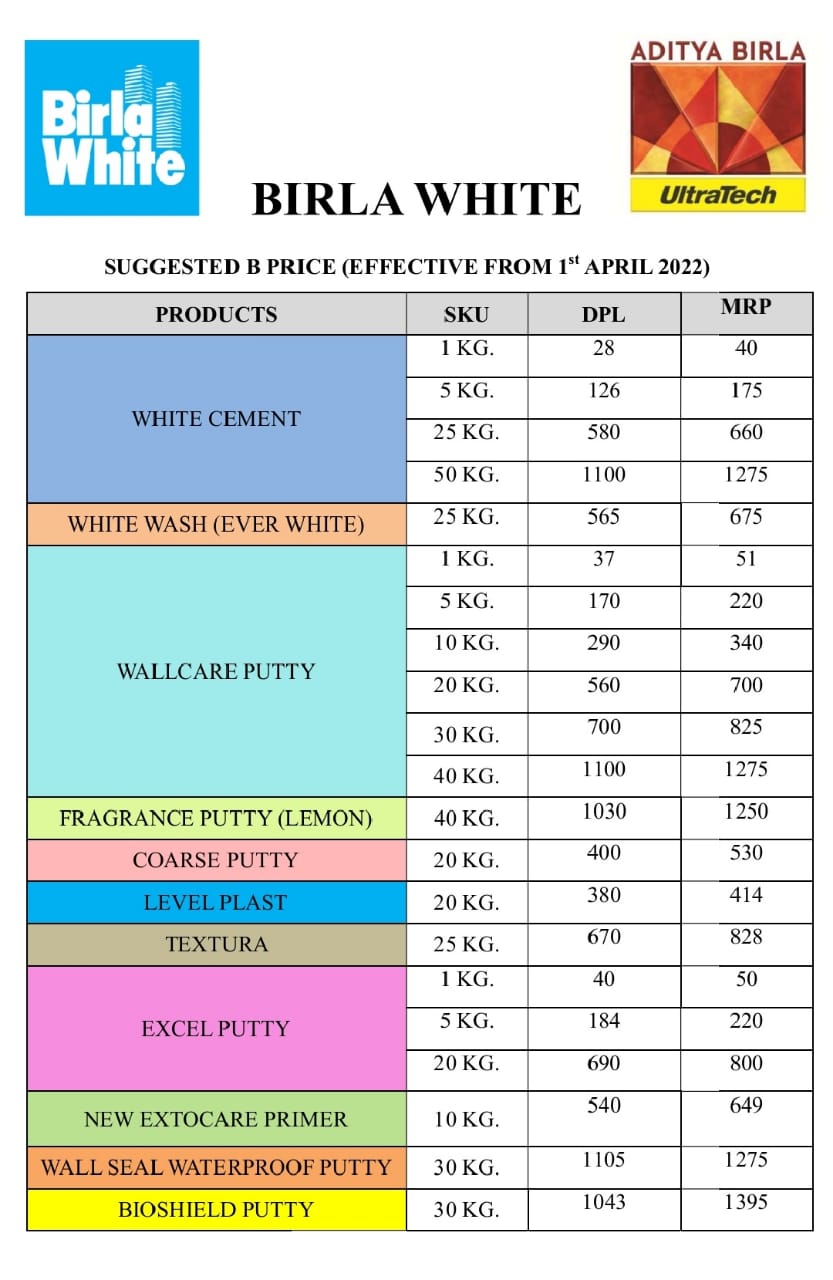 Birla
White
ADITYA BIRLA
UltraTech
BIRLA WHITE
SUGGESTED B PRICE (EFFECTIVE FROM 1st APRIL 2022)
PRODUCTS SKU DPL MRP
WHITE CEMENT 1 KG. 28 40
5 KG. 126 175
25 KG. 580 660
50 KG. 1100 1275
WHITE WASH (EVER WHITE) 25 KG. 565 675
WALLCARE PUTTY 1 KG. 37 51
5 KG. 170 220
10 KG. 290 340
20 KG. 560 700
30 KG. 700 825
40 KG. 1100 1275
FRAGRANCE PUTTY (LEMON) 40 KG. 1030 1250
COARSE PUTTY 20 KG. 400 530
LEVEL PLAST 20 KG. 380 414
TEXTURA 25 KG. 670 828
EXCEL PUTTY 1 KG. 40 50
5 KG. 184 220
20 KG. 690 800
NEW EXTOCARE PRIMER 10 KG. 540 649
WALL SEAL WATERPROOF PUTTY 30 KG. 1105 1275
BIOSHIELD PUTTY 30 KG. 1043 1395